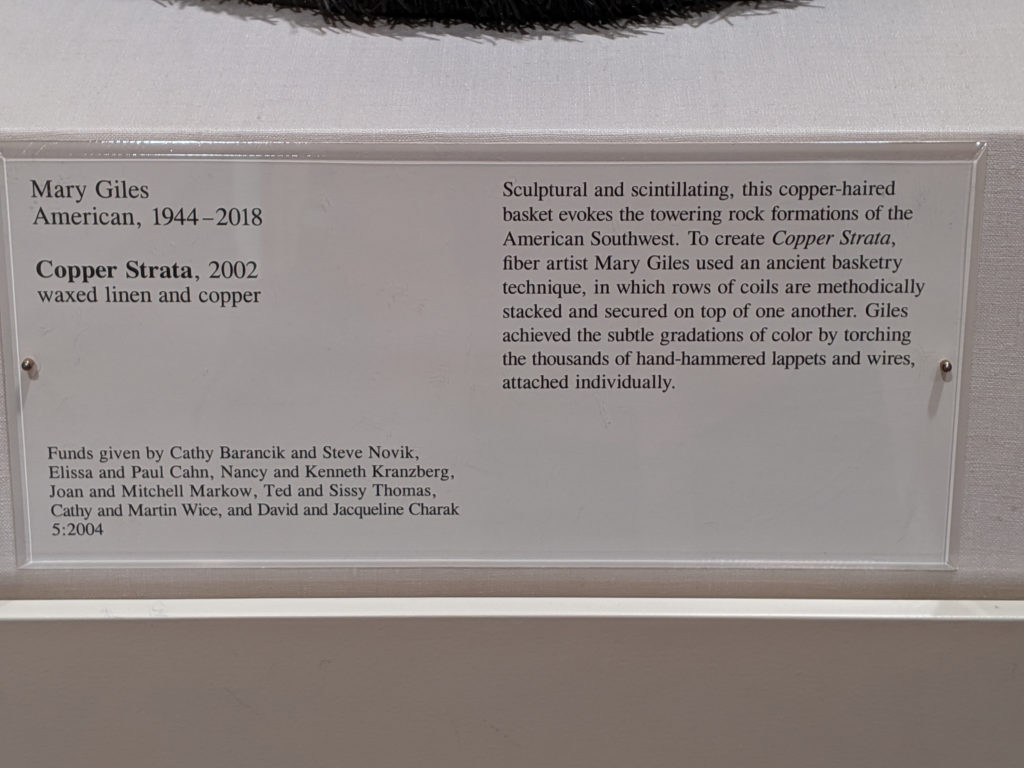 Mary Giles
American, 1944–2018
Copper Strata, 2002
waxed linen and copper
Funds given by Cathy Barancik and Steve Novik,
Elissa and Paul Cahn, Nancy and Kenneth Kranzberg,
Joan and Mitchell Markow, Ted and Sissy Thomas,
Cathy and Martin Wice, and David and Jacqueline Charak
5:2004
Sculptural and scintillating, this copper-haired
basket evokes the towering rock formations of the
American Southwest. To create Copper Strata,
fiber artist Mary Giles used an ancient basketry
technique, in which rows of coils are methodically
stacked and secured on top of one another. Giles
achieved the subtle gradations of color by torching
the thousands of hand-hammered lappets and wires,
attached individually.